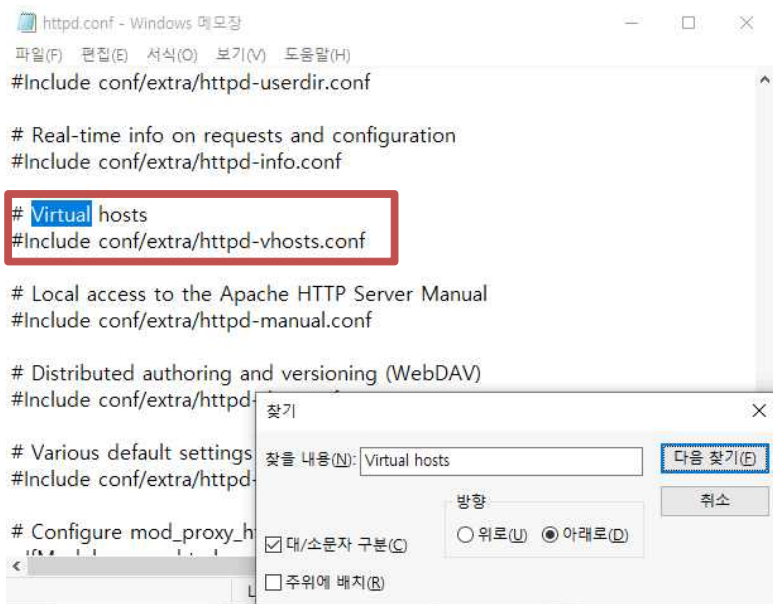 httpd.conf - Windows 메모장
파일(F) 편집(E) 서식(O) 보기(V) 도움말(H)
#Include conf/extra/httpd-userdir.conf
# Real-time info on requests and configuration
#Include conf/extra/httpd-info.conf
# Virtual hosts
#Include conf/extra/httpd-vhosts.conf
# Local access to the Apache HTTP Server Manual
#Include conf/extra/httpd-manual.conf
# Distributed authoring and versioning (WebDAV)
#Include conf/extra/httpd-
# Various default settings
#Include conf/extra/httpd-
# Configure mod_proxy_h
찾기
찾을 내용(N): Virtual hosts
다음 찾기(F)
취소
방향
위로(U) 아래로(D)
대/소문자 구분(C)
주위에 배치(R)